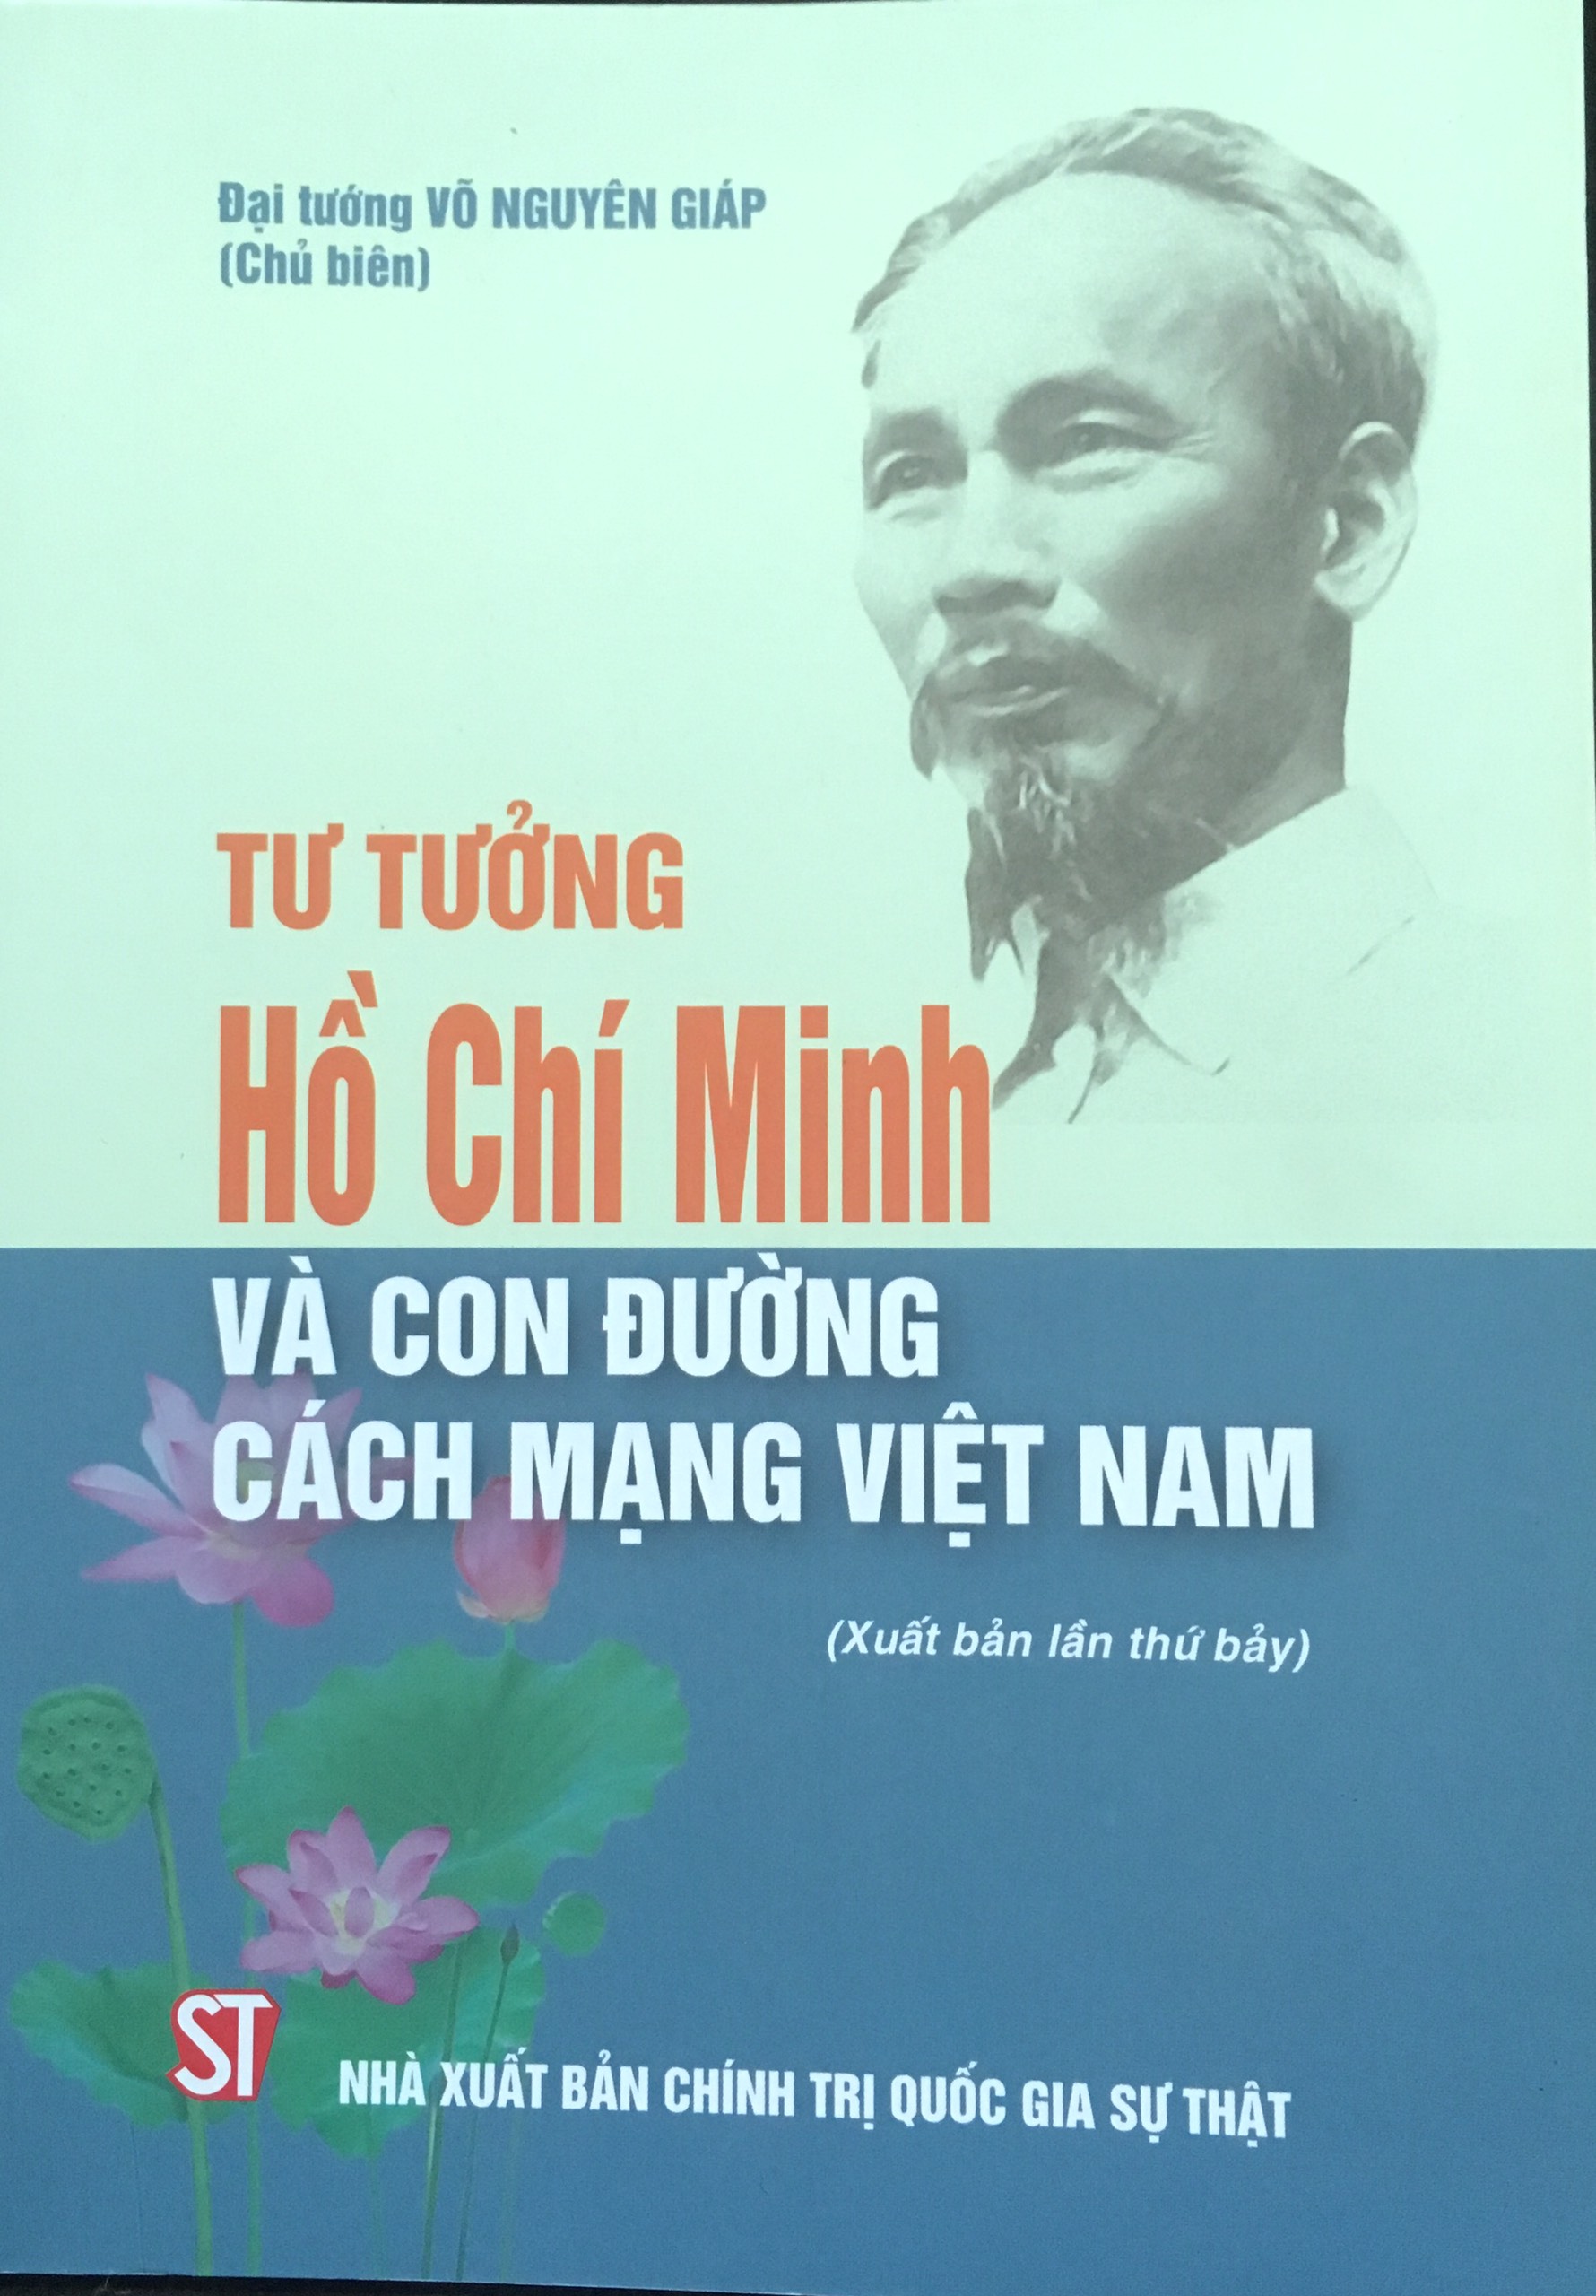 Đại tướng VÕ NGUYÊN GIÁP
(Chủ biên)
TƯ TƯỞNG
Hồ Chí Minh
VÀ CON ĐƯỜNG
CÁCH MẠNG VIỆT NAM
(Xuất bản lần thứ bảy)
ST
NHÀ XUẤT BẢN CHÍNH TRỊ QUỐC GIA SỰ THẬT